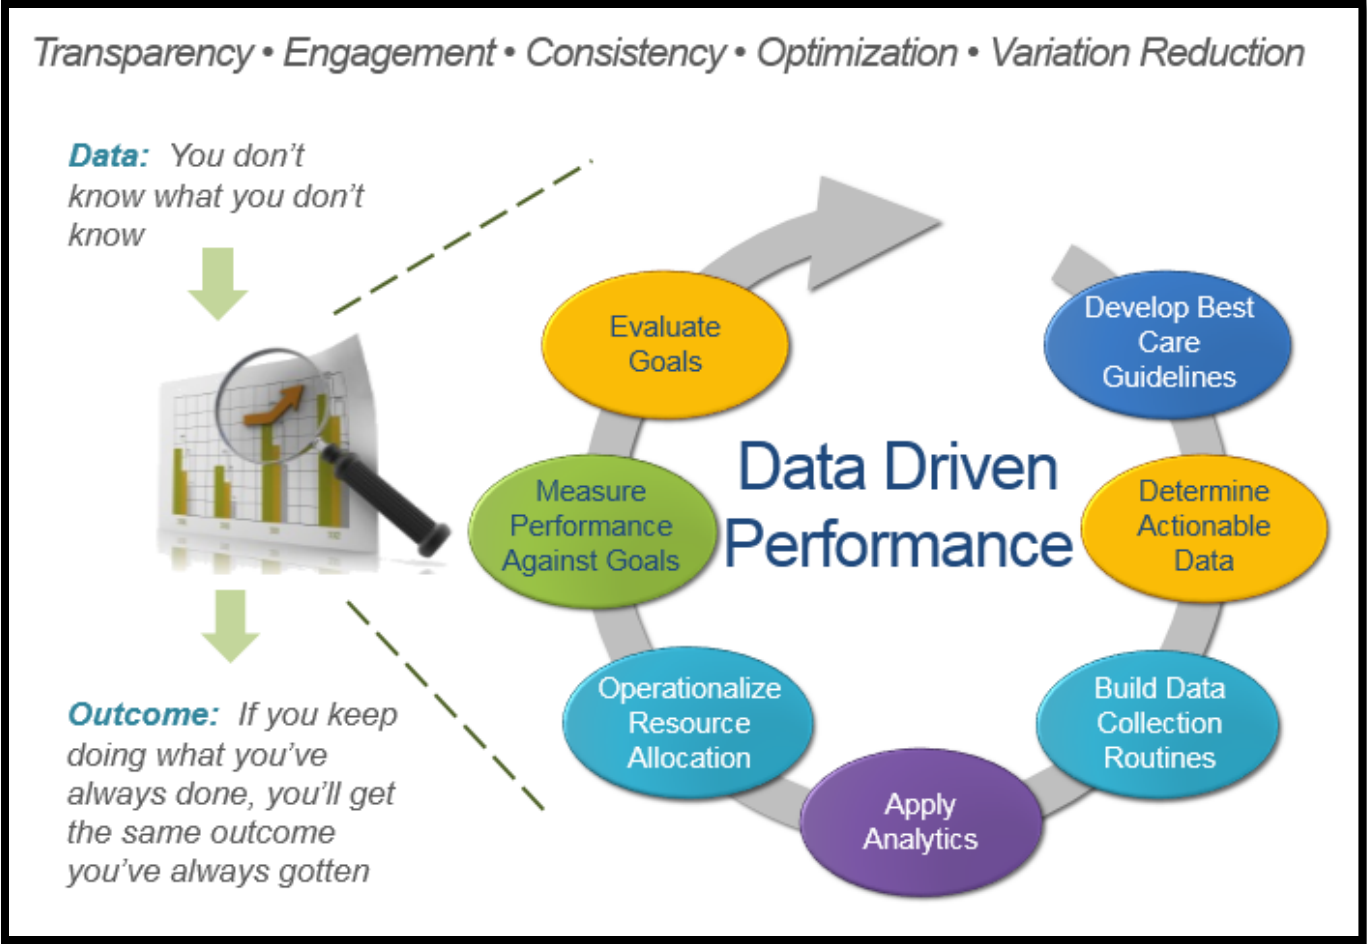 Transparency • Engagement • Consistency • Optimization • Variation Reduction
Data: You don't
know what you don't
know
Outcome: If you keep
doing what you've
always done, you'll get
the same outcome
you've always gotten
Data Driven
Performance
Develop Best
Care
Guidelines
Determine
Actionable
Data
Build Data
Collection
Routines
Apply
Analytics
Operationalize
Resource
Allocation
Measure
Performance
Against Goals
Evaluate
Goals